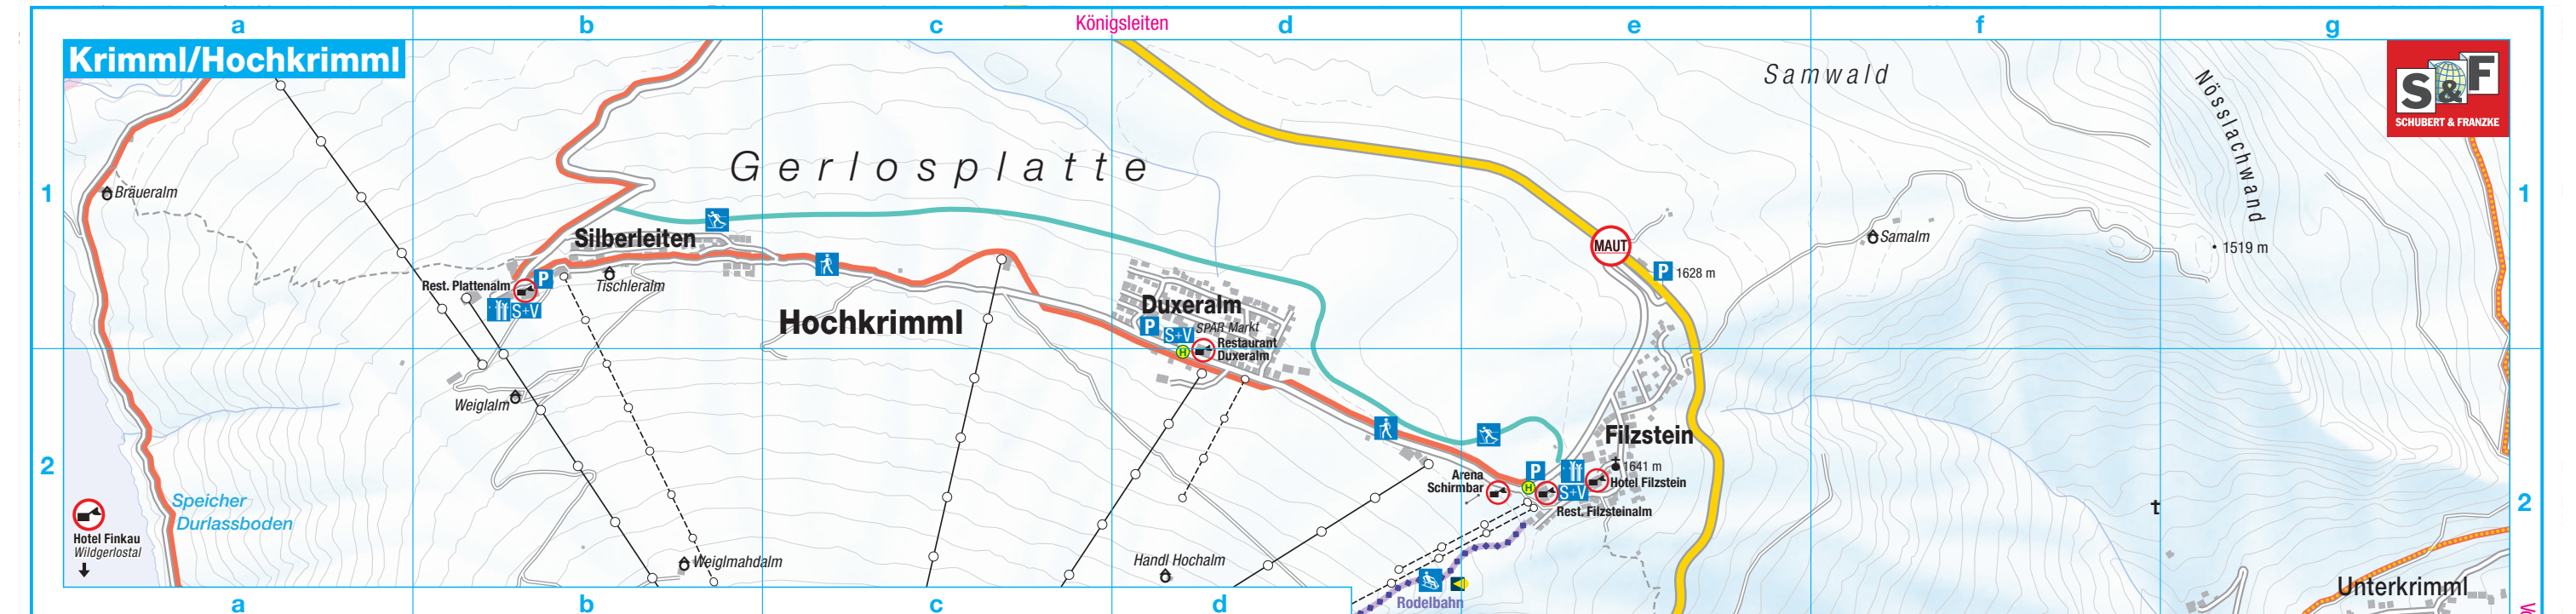 a
b
c
Königsleiten
d
e
f
g
Krimml/Hochkrimml
Samwald
Nösslachwand
S&F
SCHUBERT & FRANZKE
Gerlosplatte
1
Bräueralm
1
MAUT
Samalm
1519 m
Silberleiten
P
1628 m
Rest. Plattenalm
P
Tischleralm
S+V
Hochkrimml
Duxeralm
P
S+V
SPAR Markt
H
Restaurant
Duxeralm
Weiglalm
Filzstein
2
Speicher
Durlassboden
Arena
Schirmbar
P
1641 m
H
S+V
Hotel Filzstein
Rest. Filzsteinalm
2
Hotel Finkau
Wildgerlostal
Weiglmahdalm
Handl Hochalm
Rodelbahn
Unterkrimml
a
b
c
d